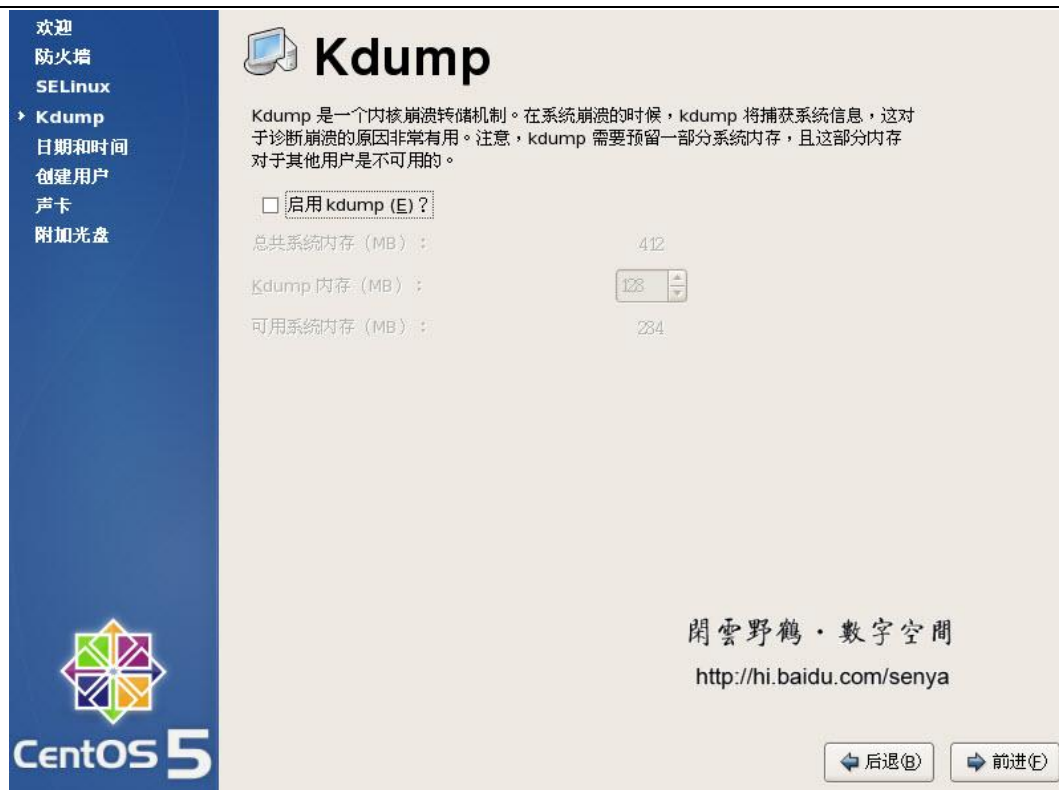 欢迎
防火墙
SELinux
Kdump
日期和时间
创建用户
声卡
附加光盘
Kdump
Kdump 是一个内核崩溃转储机制。在系统崩溃的时候，kdump 将捕获系统信息，这对
于诊断崩溃的原因非常有用。注意，kdump 需要预留一部分系统内存，且这部分内存
对于其他用户是不可用的。
启用 kdump (E)？
总共系统内存（MB）： 412
Kdump 内存（MB）： 128
可用系统内存（MB）： 284
閑雲野鶴·數字空間
http://hi.baidu.com/senya
CentOS 5
后退(B) 前进(F)